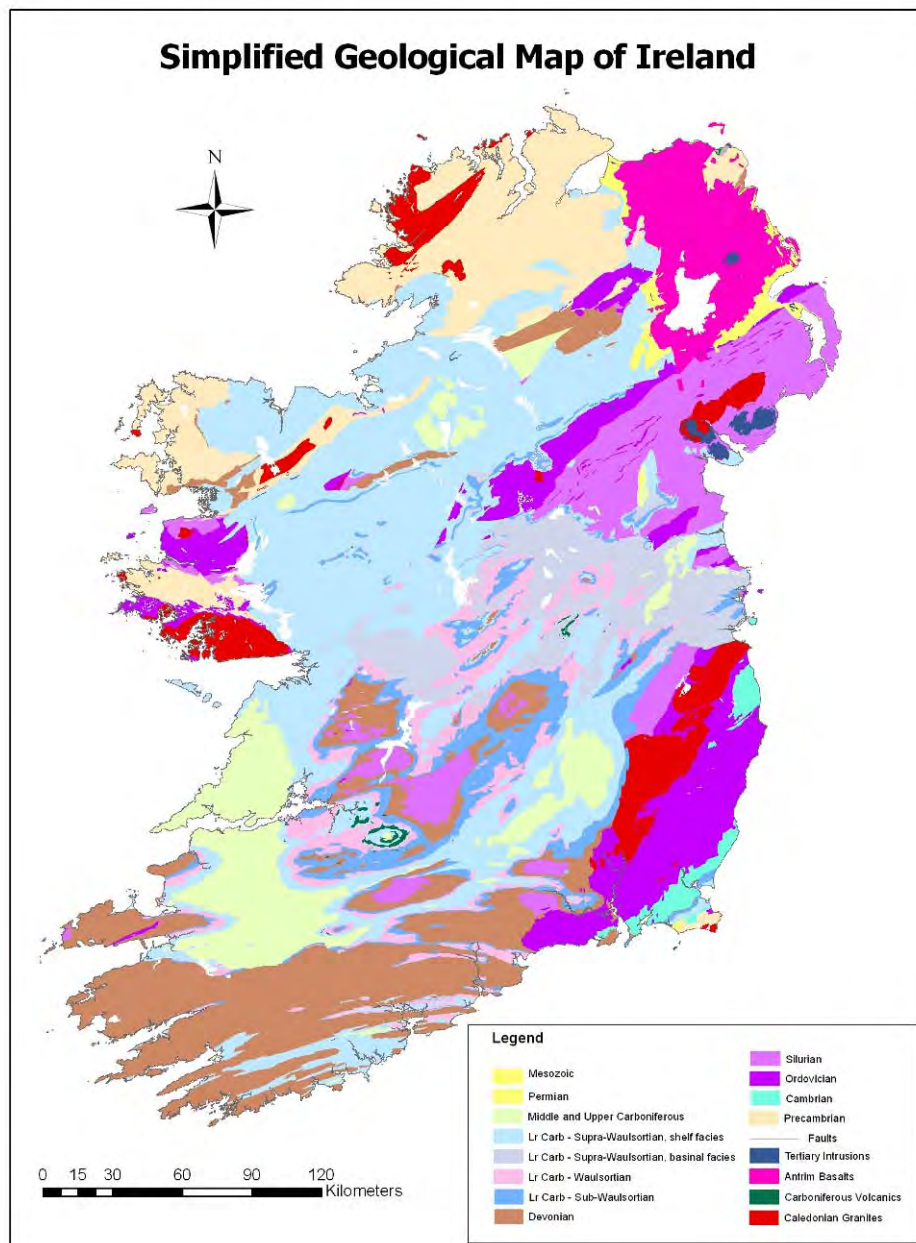 Simplified Geological Map of Ireland
N
Legend
Mesozoic
Permian
Middle and Upper Carboniferous
Lr Carb - Supra-Waulsortian, shelf facies
Lr Carb - Supra-Waulsortian, basinal facies
Lr Carb - Waulsortian
Lr Carb - Sub-Waulsortian
Devonian
Silurian
Ordovician
Cambrian
Precambrian
Faults
Tertiary Intrusions
Antrim Basalts
Carboniferous Volcanics
Caledonian Granites
0 15 30 60 90 120
Kilometers